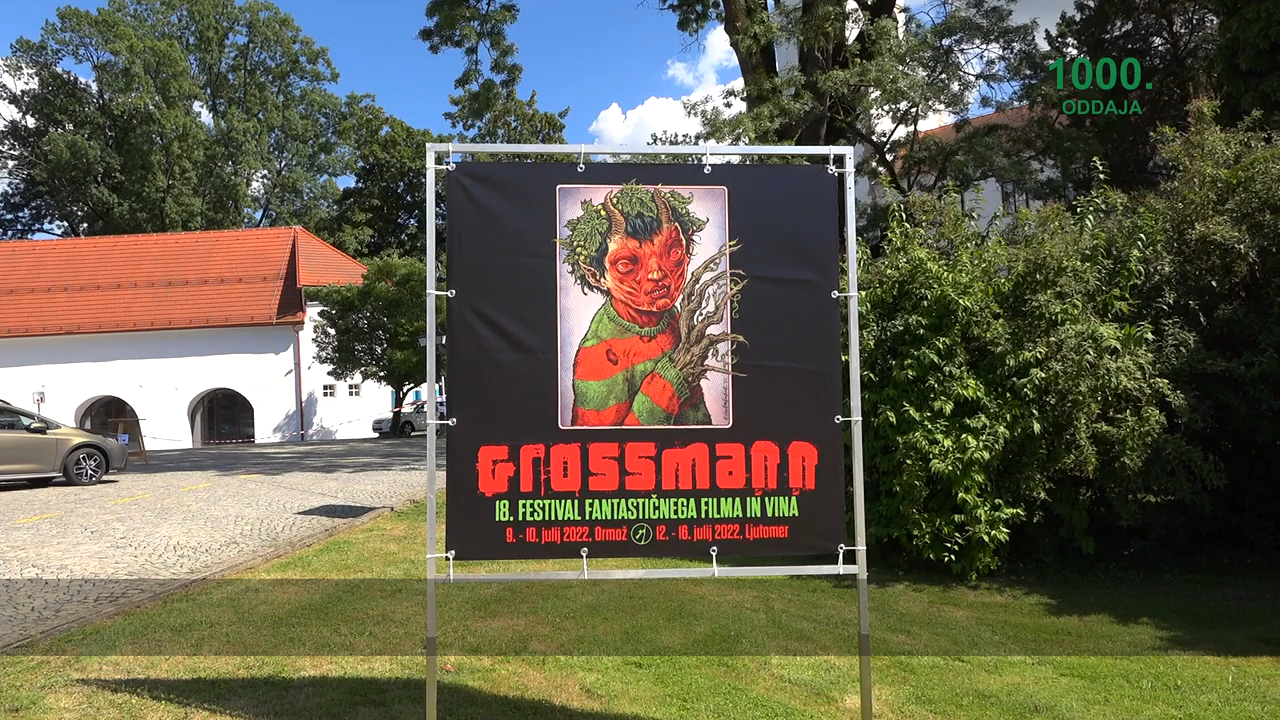 1000.
ODDAJA
Grossmann
18. FESTIVAL FANTASTIČNEGA FILMA IN VINA
9. - 10. julij 2022, Ormož 12. - 16. julij 2022, Ljutomer